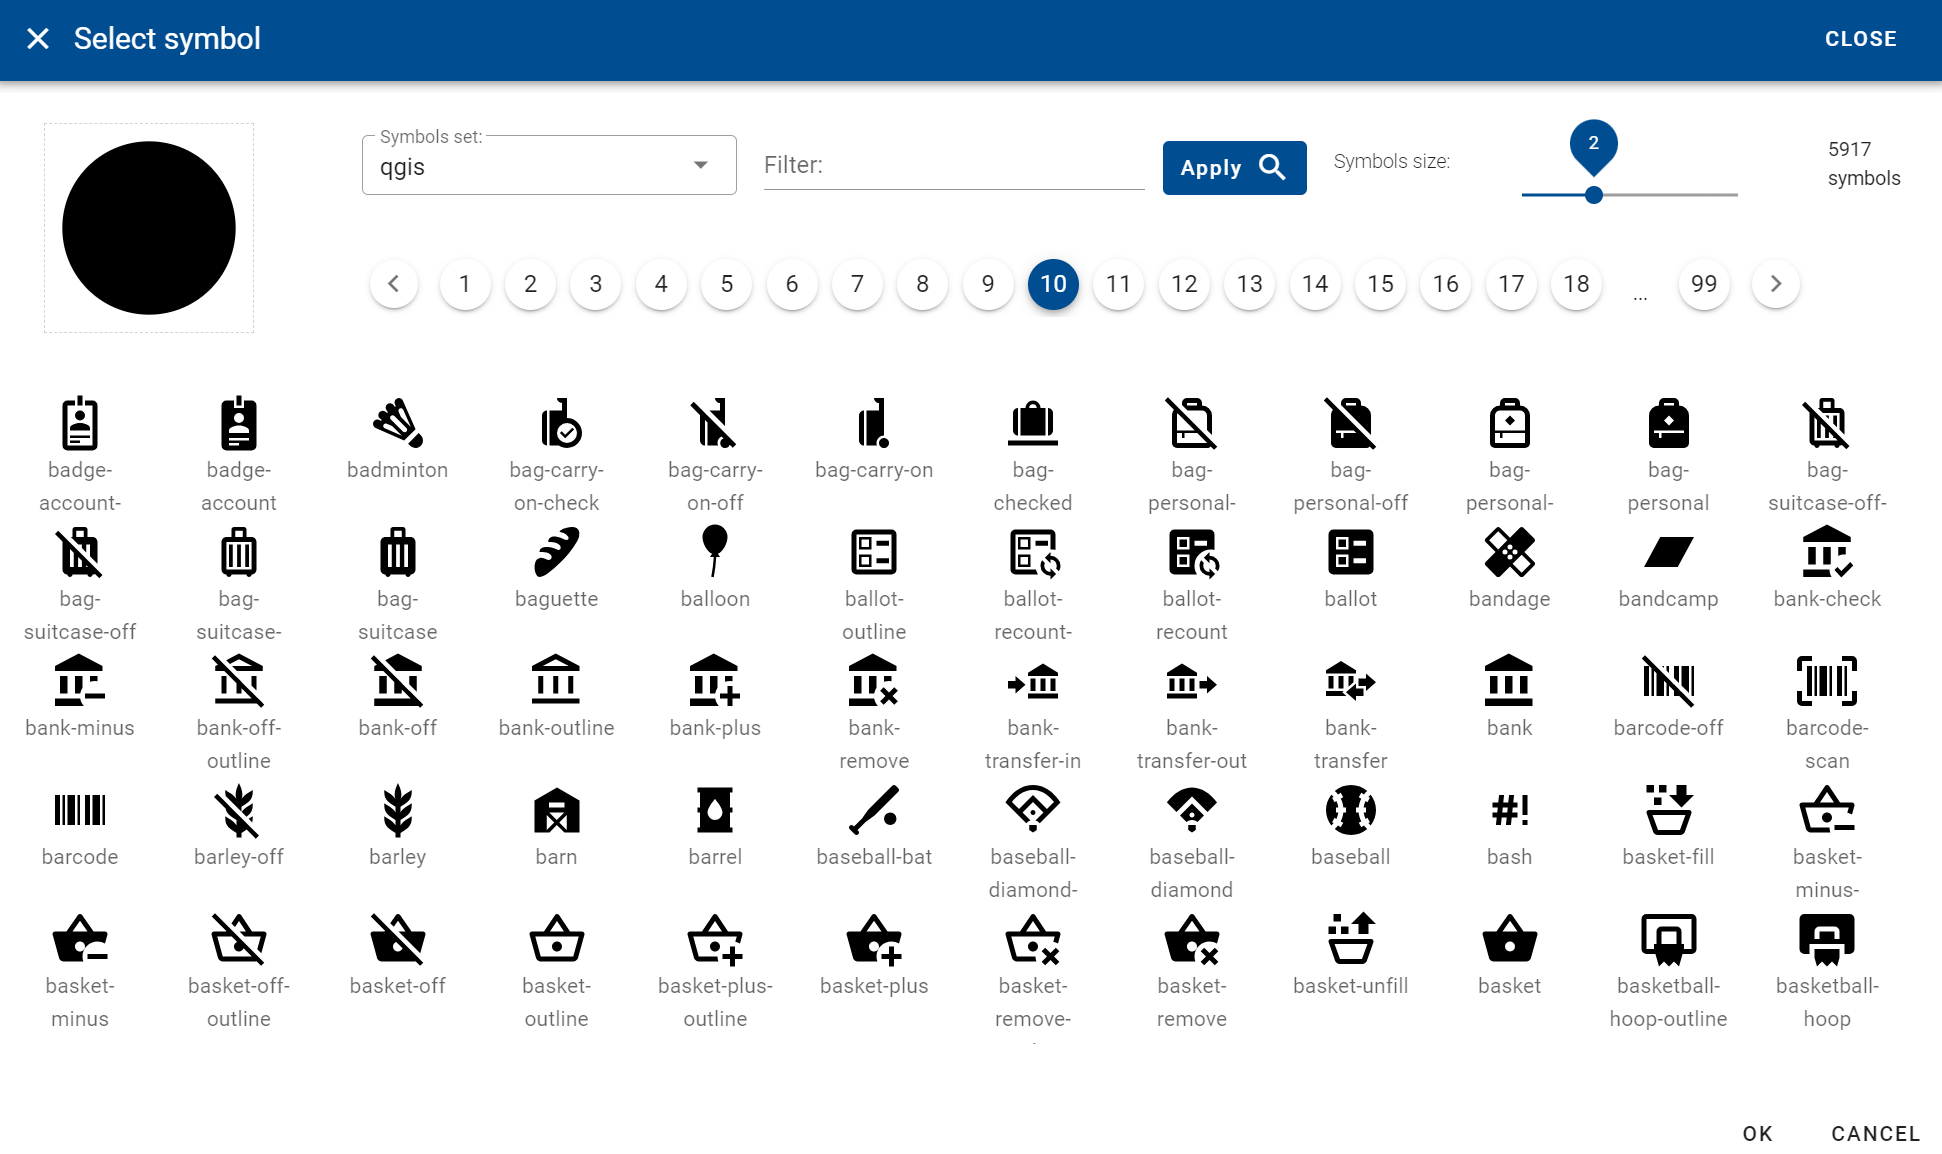 Select symbol
CLOSE
Symbols set:
qgis
Filter:
Apply
Symbols size:
2
5917
symbols
1 2 3 4 5 6 7 8 9 10 11 12 13 14 15 16 17 18 ... 99
badge- badge- badminton bag-carry- bag-carry- bag-carry-on bag- bag- bag- bag- bag- bag-
account- account on-check on-off checked personal- personal-off personal- personal suitcase-off-
bag- bag- bag- baguette balloon ballot- ballot- ballot- ballot bandage bandcamp bank-check
suitcase-off suitcase- suitcase outline recount- recount
bank-minus bank-off- bank-off bank-outline bank-plus bank- bank- bank- bank- bank barcode-off barcode-
outline remove transfer-in transfer-out transfer scan
#!
barcode barley-off barley barn barrel baseball-bat baseball- baseball- baseball bash basket-fill basket-
diamond- diamond minus-
basket- basket-off- basket-off basket- basket-plus- basket-plus basket- basket- basket-unfill basket basketball- basketball-
minus outline outline outline remove- remove hoop-outline hoop
OK CANCEL